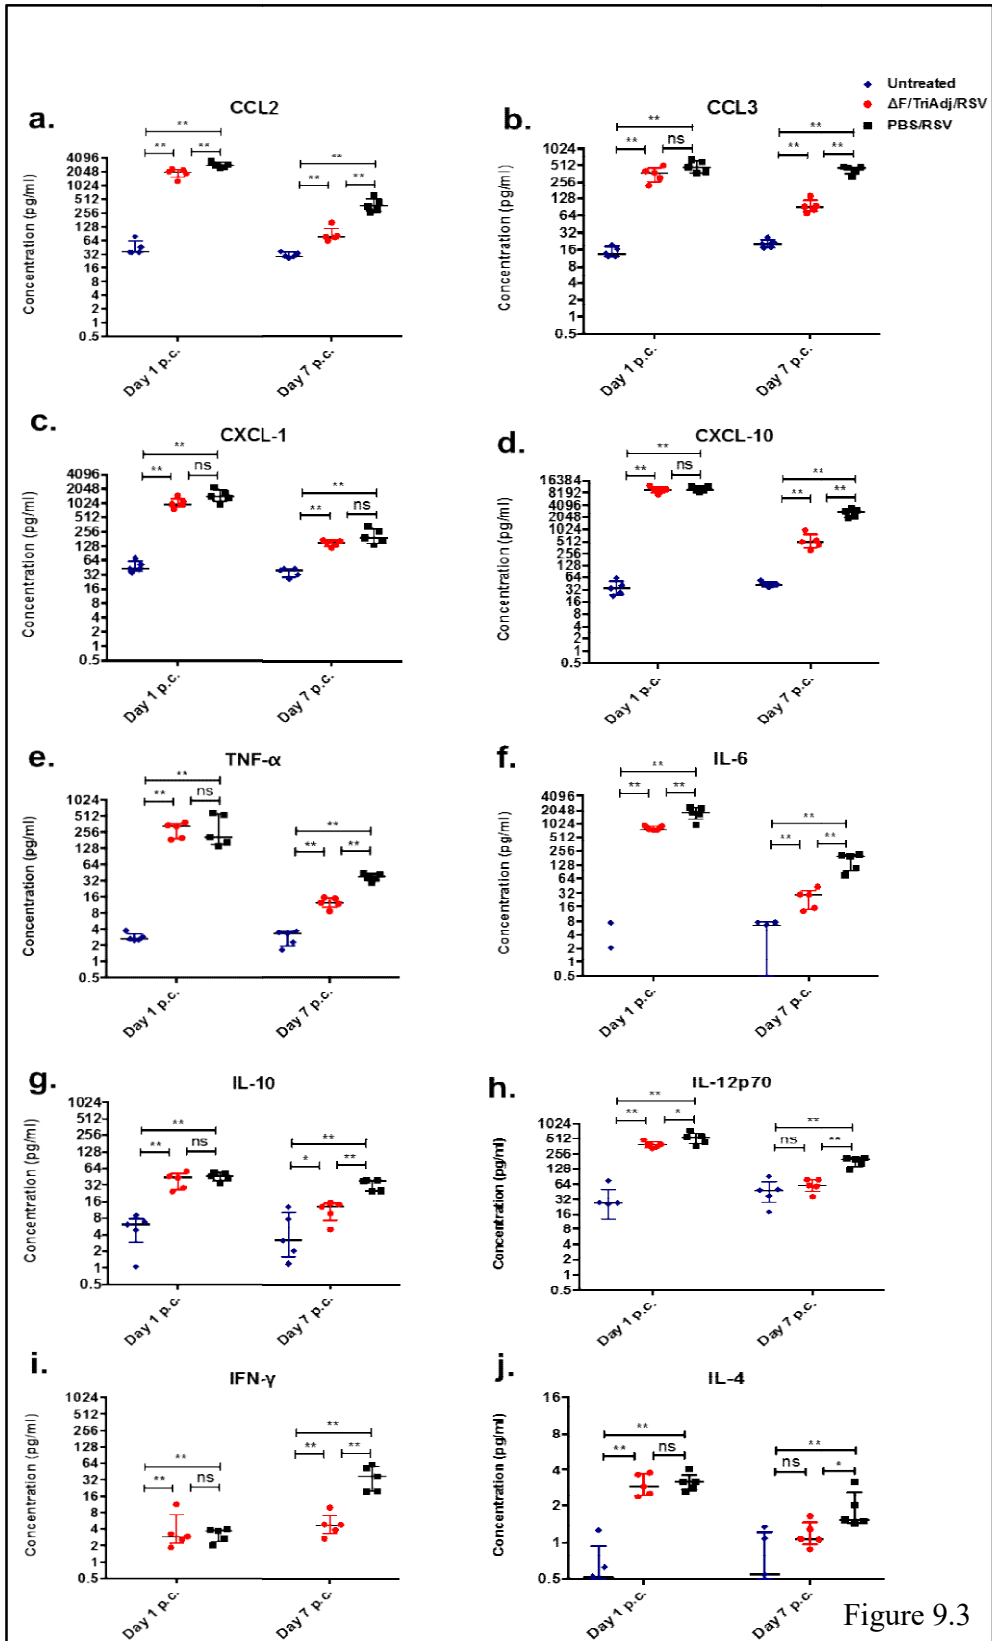 Untreated
ΔF/TriAdj/RSV
PBS/RSV
a.
CCL2
Concentration (pg/ml)
4096
2048
1024
512
256
128
64
32
16
8
4
2
1
0.5
**
** **
**
** **
Day 1 p.c.
Day 7 p.c.
b.
CCL3
Concentration (pg/ml)
1024
512
256
128
64
32
16
8
4
2
1
0.5
**
** ns
**
** **
Day 1 p.c.
Day 7 p.c.
c.
CXCL-1
Concentration (pg/ml)
4096
2048
1024
512
256
128
64
32
16
8
4
2
1
0.5
**
** ns
**
** ns
Day 1 p.c.
Day 7 p.c.
d.
CXCL-10
Concentration (pg/ml)
16384
8192
4096
2048
1024
512
256
128
64
32
16
8
4
2
1
0.5
**
** ns
**
** **
Day 1 p.c.
Day 7 p.c.
e.
TNF-α
Concentration (pg/ml)
1024
512
256
128
64
32
16
8
4
2
1
0.5
**
** ns
**
** **
Day 1 p.c.
Day 7 p.c.
f.
IL-6
Concentration (pg/ml)
4096
2048
1024
512
256
128
64
32
16
8
4
2
1
0.5
**
** **
**
** **
Day 1 p.c.
Day 7 p.c.
g.
IL-10
Concentration (pg/ml)
1024
512
256
128
64
32
16
8
4
2
1
0.5
**
** ns
**
* **
Day 1 p.c.
Day 7 p.c.
h.
IL-12p70
Concentration (pg/ml)
1024
512
256
128
64
32
16
8
4
2
1
0.5
**
** *
**
ns **
Day 1 p.c.
Day 7 p.c.
i.
IFN-γ
Concentration (pg/ml)
1024
512
256
128
64
32
16
8
4
2
1
0.5
**
** ns
**
** **
Day 1 p.c.
Day 7 p.c.
j.
IL-4
Concentration (pg/ml)
16
8
4
2
1
0.5
**
** ns
**
ns *
Day 1 p.c.
Day 7 p.c.
Figure 9.3